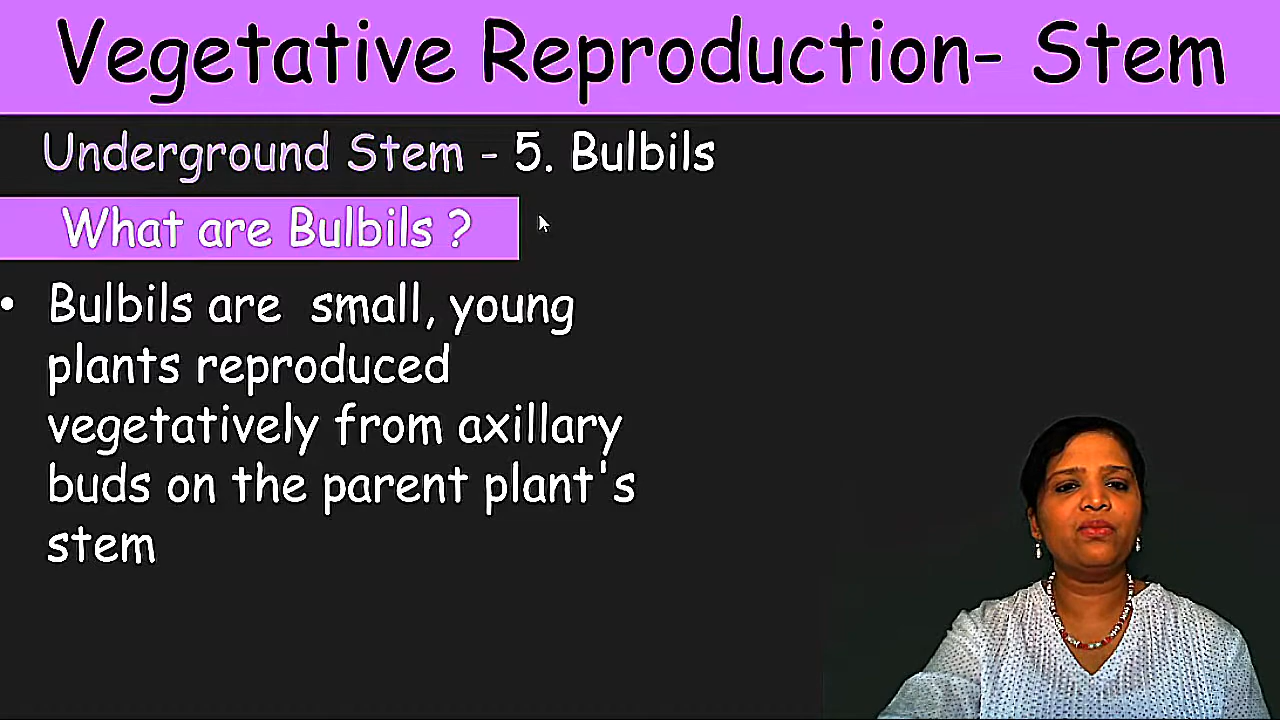 Vegetative Reproduction- Stem
Underground Stem - 5. Bulbils
What are Bulbils ?
• Bulbils are small, young
plants reproduced
vegetatively from axillary
buds on the parent plant's
stem